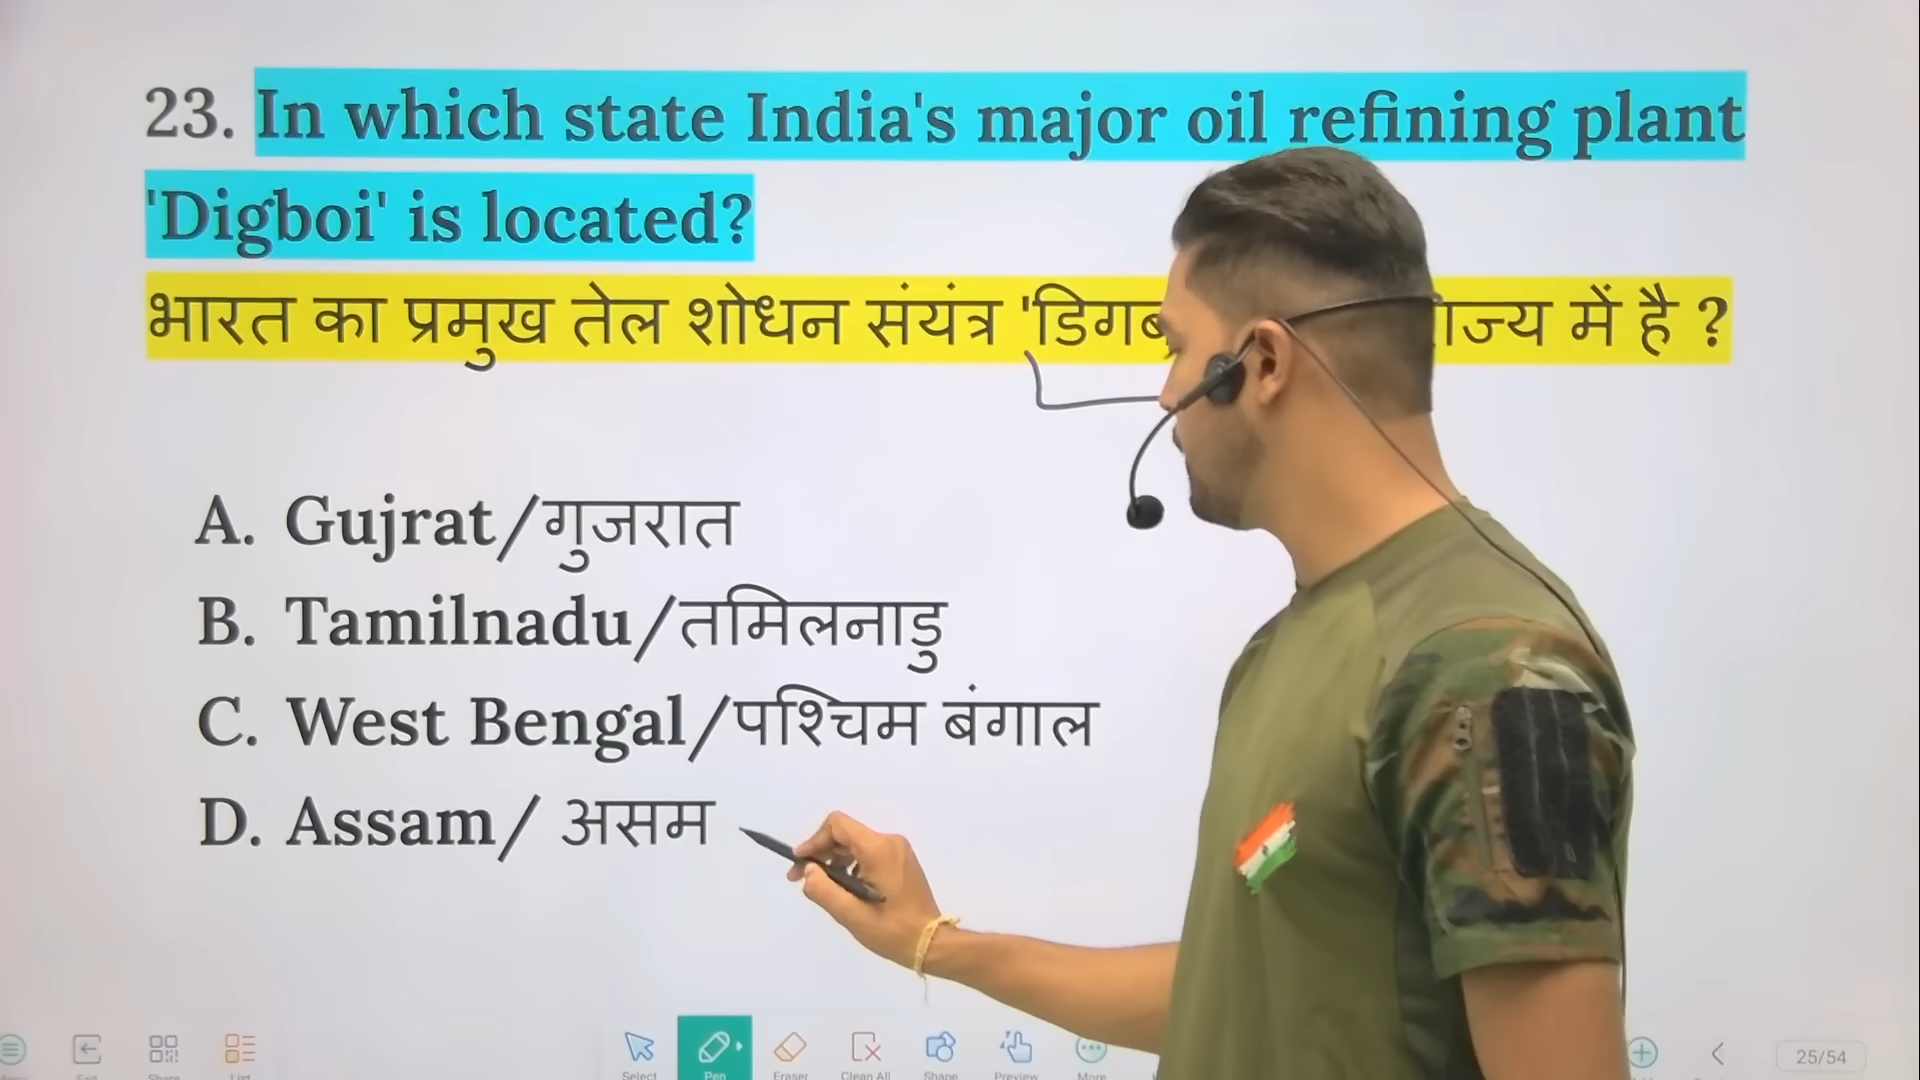 23. In which state India's major oil refining plant
'Digboi' is located?
भारत का प्रमुख तेल शोधन संयंत्र में है ?
A. Gujrat/गुजरात
B. Tamilnadu/तमिलनाडु
C. West Bengal/पश्चिम बंगाल
D. Assam/ असम
Select Pen Eraser Clean All Shape Preview More
25/54